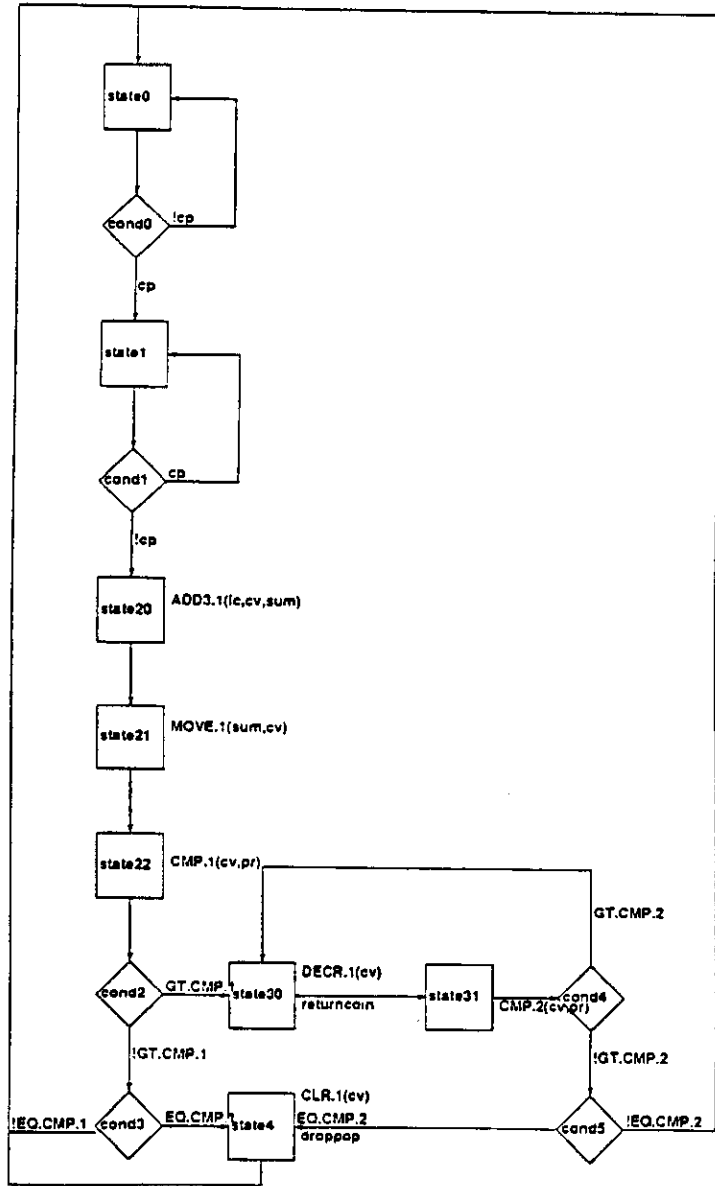 state0
cond0
!cp
cp
state1
cond1
cp
!cp
state20
ADD3.1(ic,cv,sum)
state21
MOVE.1(sum,cv)
state22
CMP.1(cv,pr)
GT.CMP.2
cond2
GT.CMP.1
state30
DECR.1(cv)
returncoin
state31
CMP.2(cv,pr)
cond4
!GT.CMP.1
!GT.CMP.2
!EQ.CMP.1
cond3
EQ.CMP.1
state4
CLR.1(cv)
EQ.CMP.2
droppop
cond5
!EQ.CMP.2